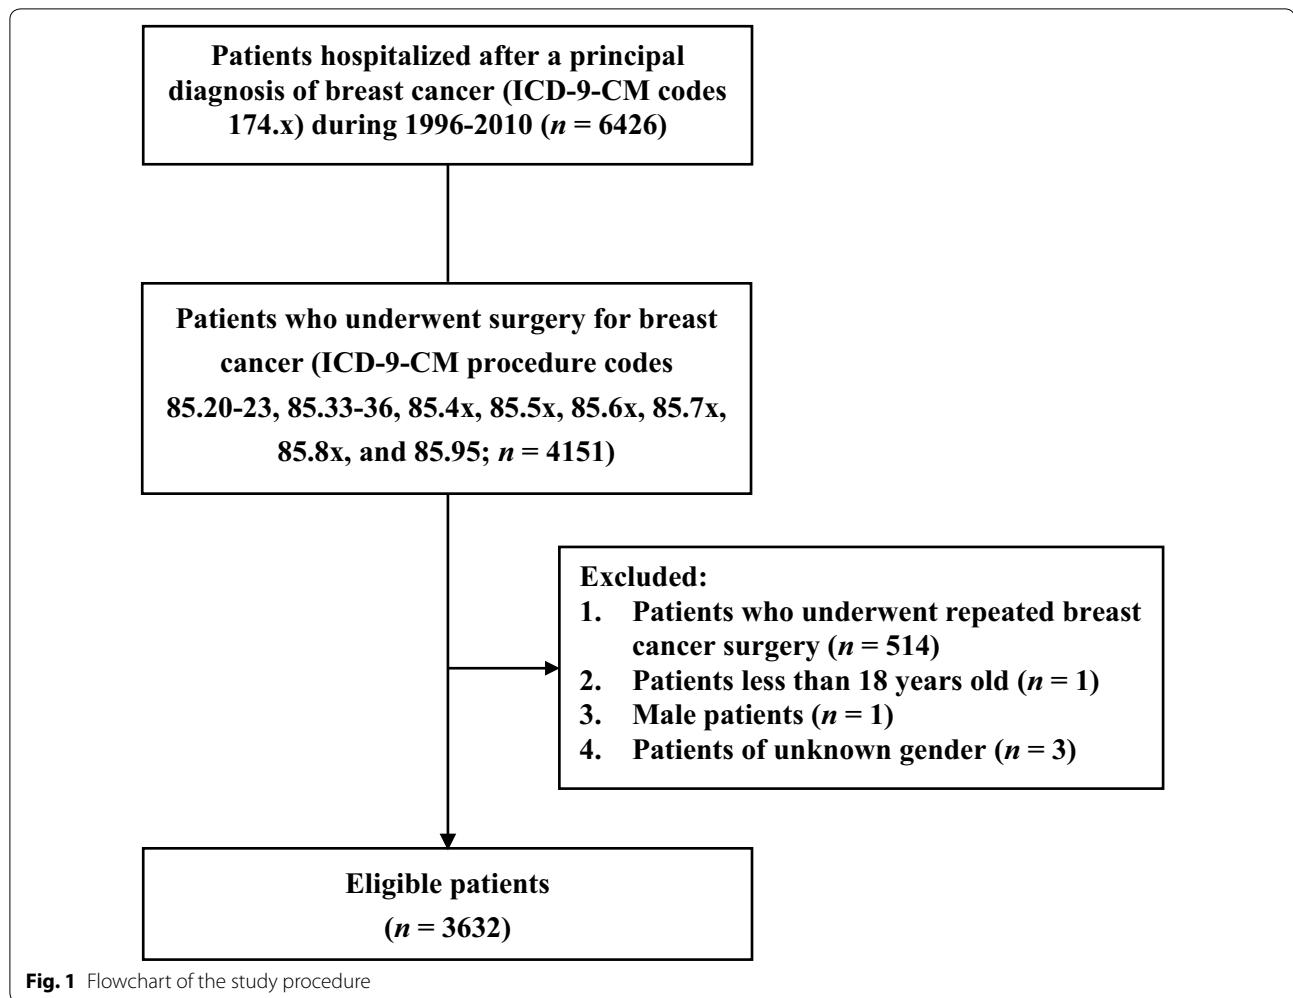 Patients hospitalized after a principal
diagnosis of breast cancer (ICD-9-CM codes
174.x) during 1996-2010 (n = 6426)
Patients who underwent surgery for breast
cancer (ICD-9-CM procedure codes
85.20-23, 85.33-36, 85.4x, 85.5x, 85.6x, 85.7x,
85.8x, and 85.95; n = 4151)
Excluded:
1. Patients who underwent repeated breast
cancer surgery (n = 514)
2. Patients less than 18 years old (n = 1)
3. Male patients (n = 1)
4. Patients of unknown gender (n = 3)
Eligible patients
(n = 3632)
Fig. 1 Flowchart of the study procedure